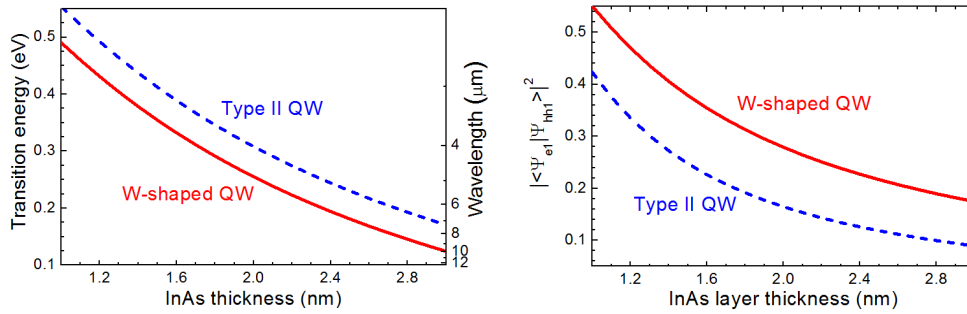 Transition energy (eV)
0.5
0.4
0.3
0.2
0.1
Type II QW
W-shaped QW
1.2 1.6 2.0 2.4 2.8
InAs thickness (nm)
Wavelength (μm)
4
6
8
10
12
|<Ψe1|Ψhh1>|²
0.5
0.4
0.3
0.2
0.1
W-shaped QW
Type II QW
1.2 1.6 2.0 2.4 2.8
InAs layer thickness (nm)